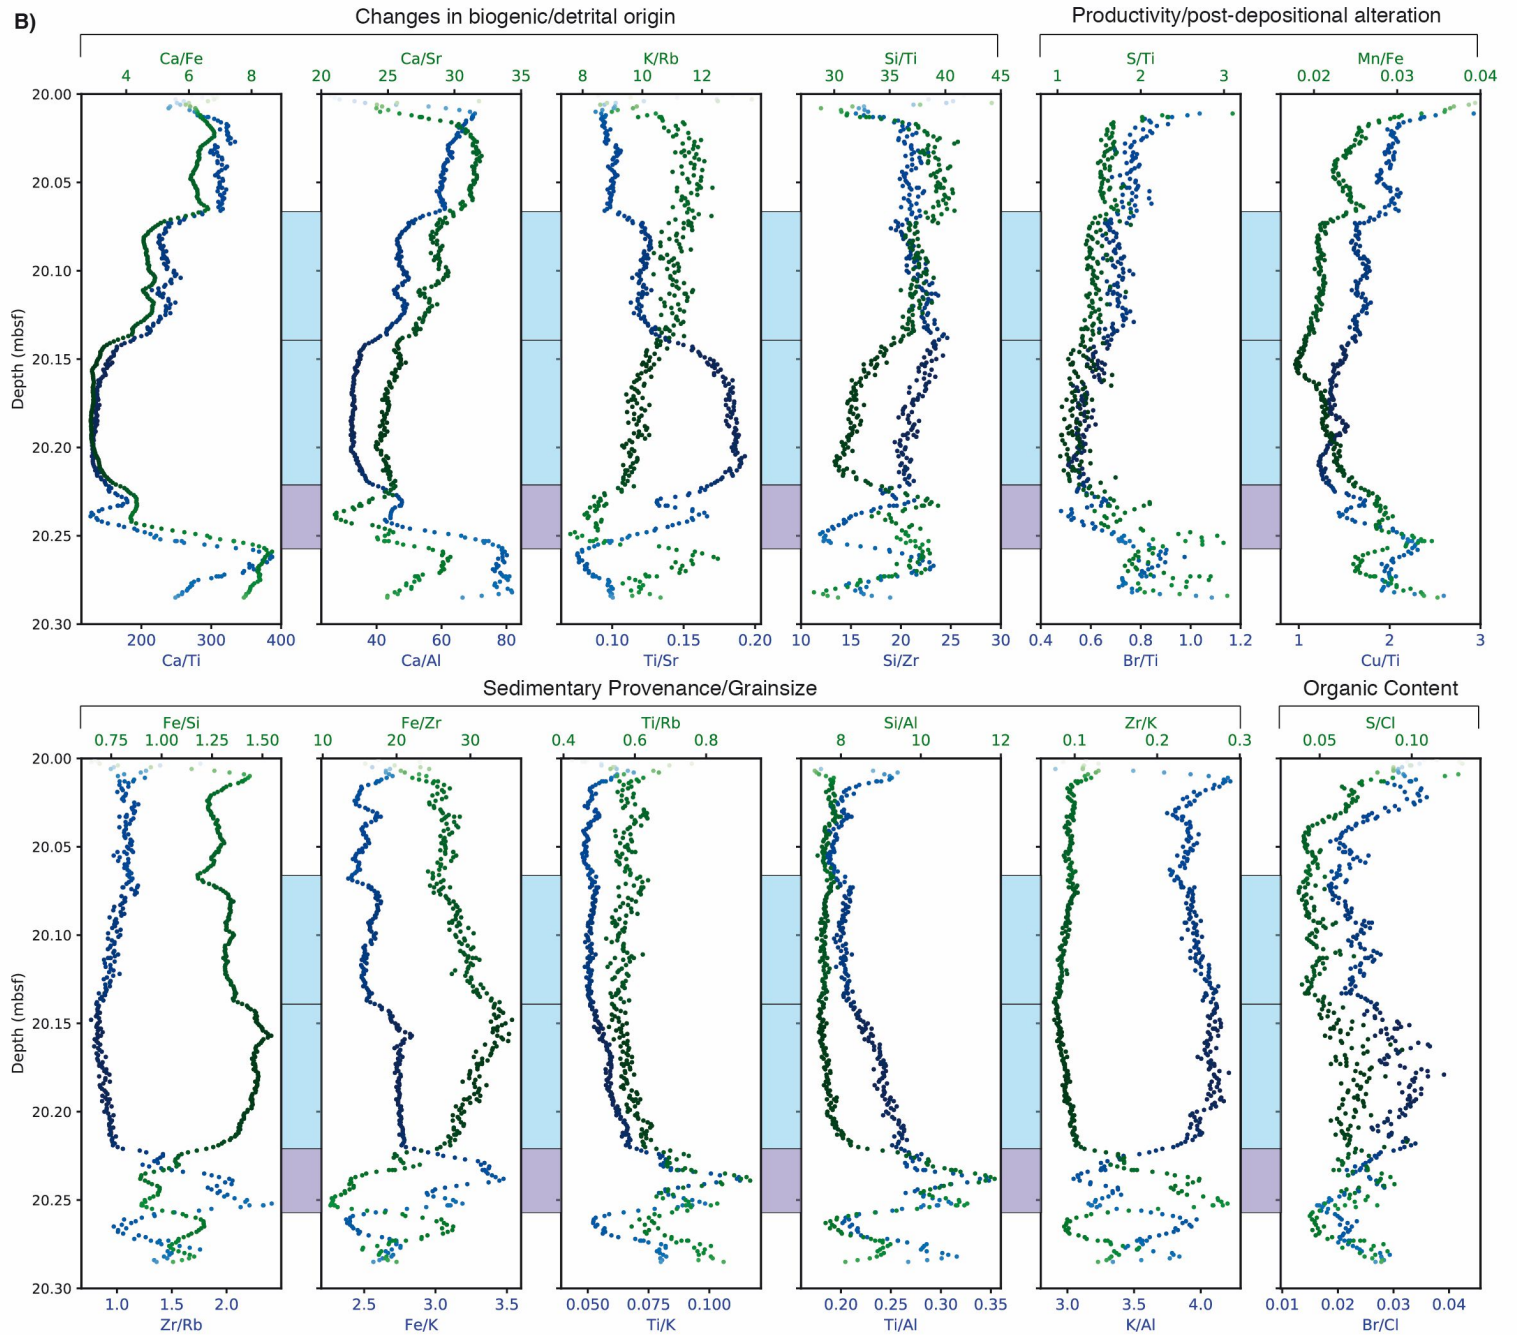 B)
Changes in biogenic/detrital origin
Productivity/post-depositional alteration
Ca/Fe Ca/Sr K/Rb Si/Ti S/Ti Mn/Fe
4 6 8 20 25 30 35 8 10 12 30 35 40 45 1 2 3 0.02 0.03 0.04
20.00
20.05
20.10
20.15
20.20
20.25
20.30
Depth (mbsf)
200 300 400 40 60 80 0.10 0.15 0.20 10 15 20 25 30 0.4 0.6 0.8 1.0 1.2 1 2 3
Ca/Ti Ca/Al Ti/Sr Si/Zr Br/Ti Cu/Ti
Sedimentary Provenance/Grainsize
Organic Content
Fe/Si Fe/Zr Ti/Rb Si/Al Zr/K S/Cl
0.75 1.00 1.25 1.50 10 20 30 0.4 0.6 0.8 8 10 12 0.1 0.2 0.3 0.05 0.10
20.00
20.05
20.10
20.15
20.20
20.25
20.30
Depth (mbsf)
1.0 1.5 2.0 2.5 3.0 3.5 0.050 0.075 0.100 0.20 0.25 0.30 0.35 3.0 3.5 4.0 0.01 0.02 0.03 0.04
Zr/Rb Fe/K Ti/K Ti/Al K/Al Br/Cl